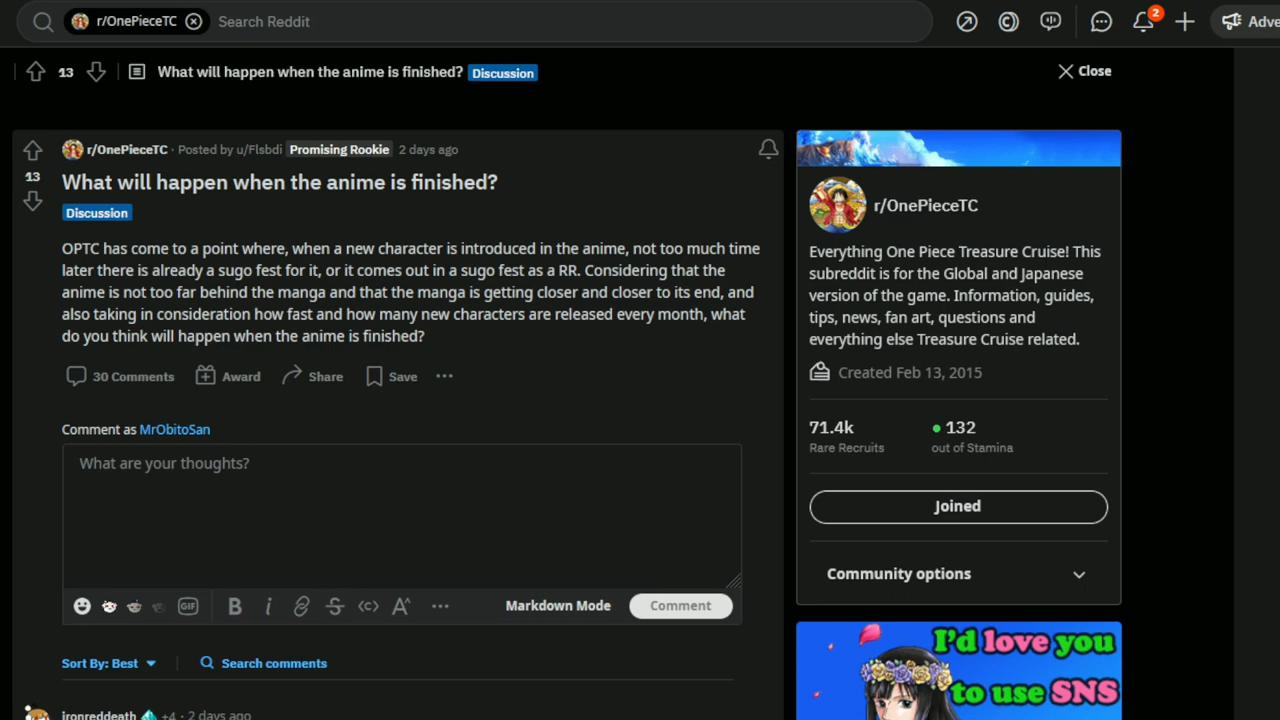 r/OnePieceTC
Search Reddit
2
Adve
13
What will happen when the anime is finished?
Discussion
Close
r/OnePieceTC · Posted by u/Flsbdi Promising Rookie 2 days ago
13
What will happen when the anime is finished?
Discussion
OPTC has come to a point where, when a new character is introduced in the anime, not too much time
later there is already a sugo fest for it, or it comes out in a sugo fest as a RR. Considering that the
anime is not too far behind the manga and that the manga is getting closer and closer to its end, and
also taking in consideration how fast and how many new characters are released every month, what
do you think will happen when the anime is finished?
30 Comments
Award
Share
Save
Comment as MrObitoSan
What are your thoughts?
GIF
B
i
Markdown Mode
Comment
Sort By: Best
Search comments
ironreddeath +4 · 2 days ago
r/OnePieceTC
Everything One Piece Treasure Cruise! This
subreddit is for the Global and Japanese
version of the game. Information, guides,
tips, news, fan art, questions and
everything else Treasure Cruise related.
Created Feb 13, 2015
71.4k
Rare Recruits
132
out of Stamina
Joined
Community options
I'd love you
to use SNS